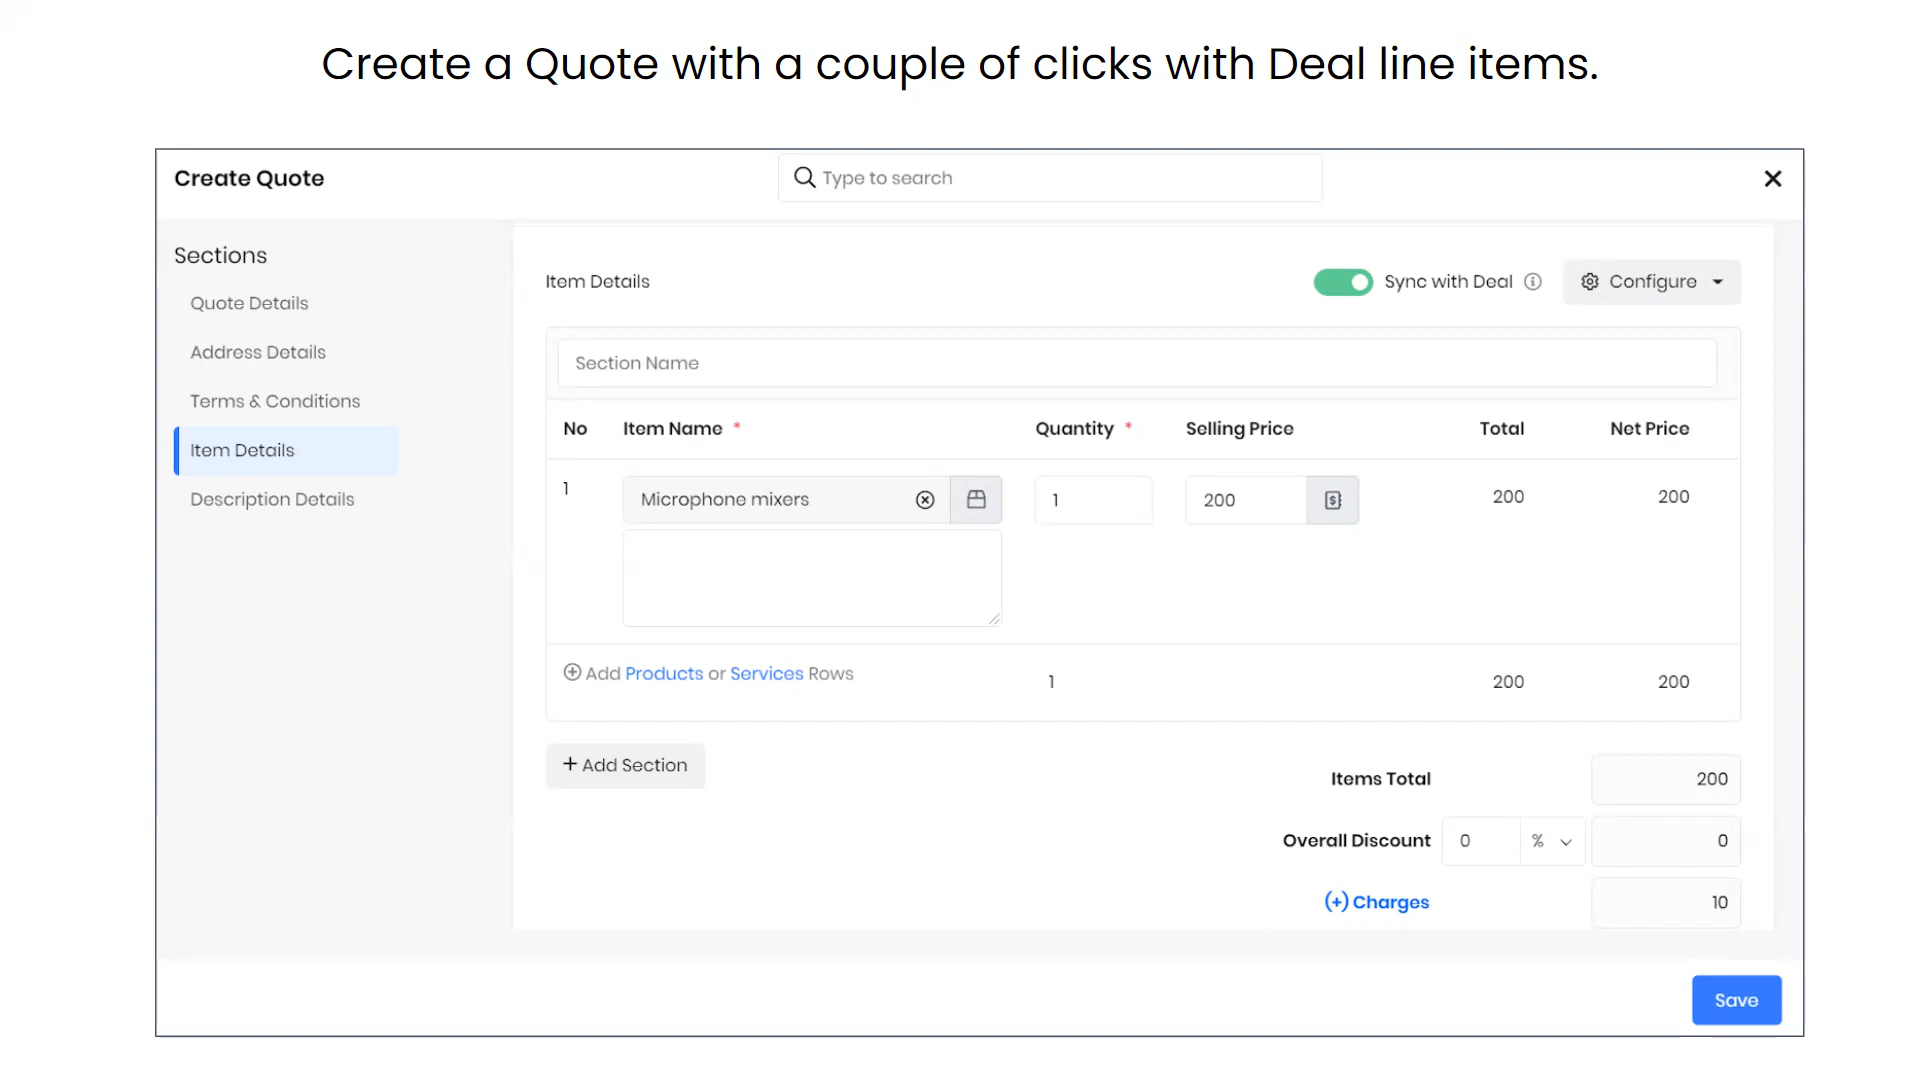 Create a Quote with a couple of clicks with Deal line items.
Create Quote
Type to search
Sections
Quote Details
Address Details
Terms & Conditions
Item Details
Description Details
Item Details
Sync with Deal
Configure
Section Name
No Item Name * Quantity * Selling Price Total Net Price
1 Microphone mixers 1 200 200 200
Add Products or Services Rows 1 200 200
+ Add Section
Items Total 200
Overall Discount 0 % 0
(+) Charges 10
Save